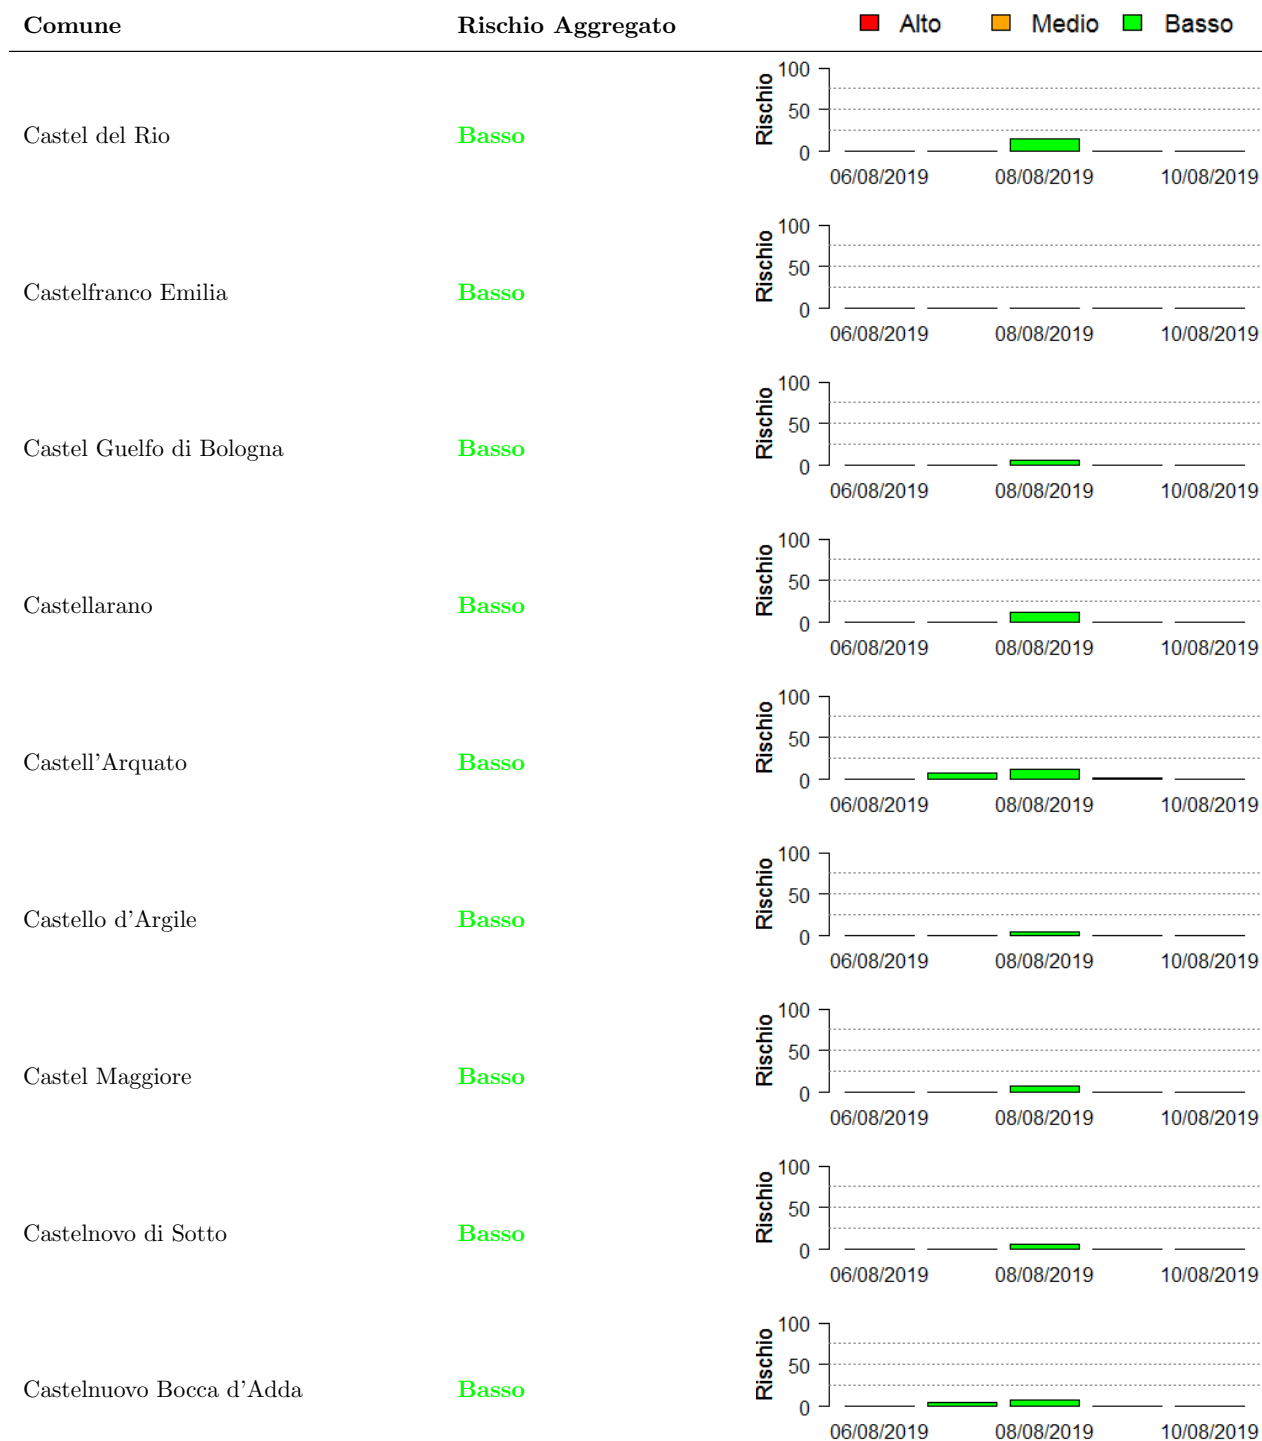 Comune Rischio Aggregato Alto Medio Basso
100
50
0
Rischio
Castel del Rio Basso
06/08/2019 08/08/2019 10/08/2019
100
50
0
Rischio
Castelfranco Emilia Basso
06/08/2019 08/08/2019 10/08/2019
100
50
0
Rischio
Castel Guelfo di Bologna Basso
06/08/2019 08/08/2019 10/08/2019
100
50
0
Rischio
Castellarano Basso
06/08/2019 08/08/2019 10/08/2019
100
50
0
Rischio
Castell'Arquato Basso
06/08/2019 08/08/2019 10/08/2019
100
50
0
Rischio
Castello d'Argile Basso
06/08/2019 08/08/2019 10/08/2019
100
50
0
Rischio
Castel Maggiore Basso
06/08/2019 08/08/2019 10/08/2019
100
50
0
Rischio
Castelnovo di Sotto Basso
06/08/2019 08/08/2019 10/08/2019
100
50
0
Rischio
Castelnuovo Bocca d'Adda Basso
06/08/2019 08/08/2019 10/08/2019